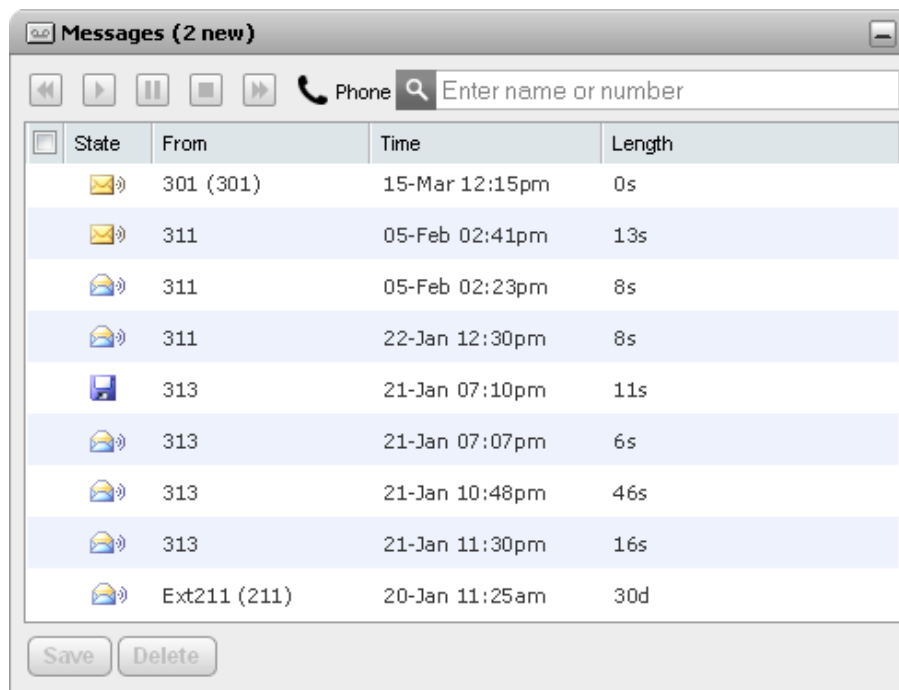 Messages (2 new)
Phone Enter name or number
State From Time Length
301 (301) 15-Mar 12:15pm 0s
311 05-Feb 02:41pm 13s
311 05-Feb 02:23pm 8s
311 22-Jan 12:30pm 8s
313 21-Jan 07:10pm 11s
313 21-Jan 07:07pm 6s
313 21-Jan 10:48pm 46s
313 21-Jan 11:30pm 16s
Ext211 (211) 20-Jan 11:25am 30d
Save Delete